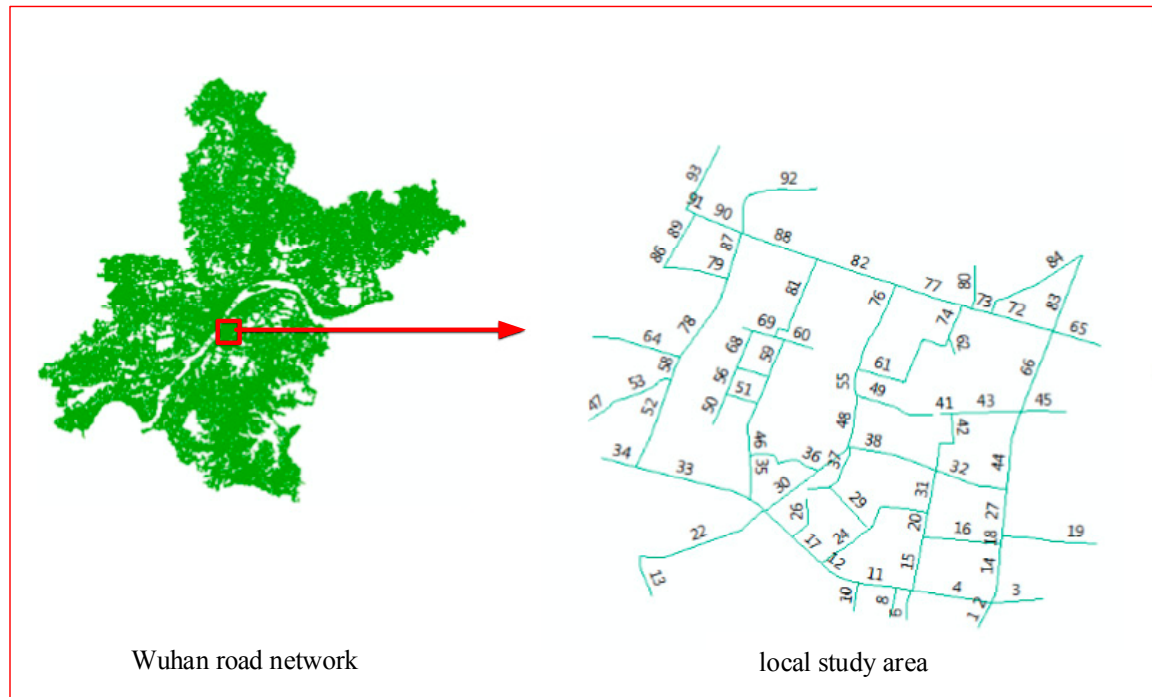 93
92
91 90
89 87 88
86 79 82
81 76 77 80 73 72 84 83
78 69 60 74 62 65
64 68 59 66
58 56 61
53 52 51 55 49 41 43 45
47 50 48 42
34 33 46 36 37 38 32 44
35 30 31
22 26 29 20 27
17 24 16 18 19
13 12 11 15 14
10 8 4 2 3
1
Wuhan road network
local study area